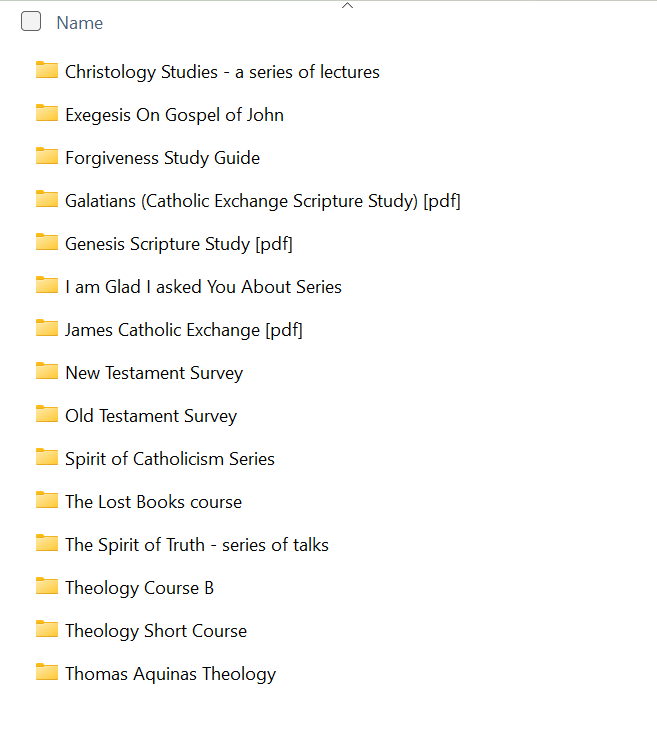 Name
Christology Studies - a series of lectures
Exegesis On Gospel of John
Forgiveness Study Guide
Galatians (Catholic Exchange Scripture Study) [pdf]
Genesis Scripture Study [pdf]
I am Glad I asked You About Series
James Catholic Exchange [pdf]
New Testament Survey
Old Testament Survey
Spirit of Catholicism Series
The Lost Books course
The Spirit of Truth - series of talks
Theology Course B
Theology Short Course
Thomas Aquinas Theology